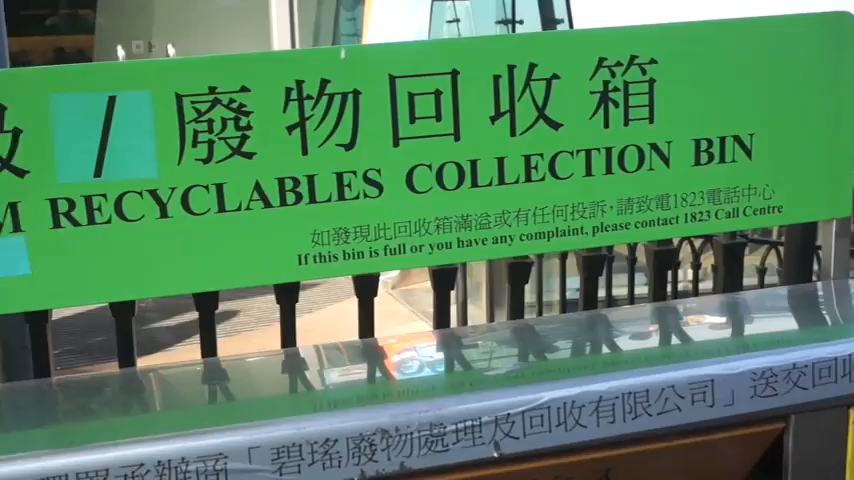 及/廢物回收箱
M RECYCLABLES COLLECTION BIN
如發現此回收箱滿溢或有任何投訴，請致電1823電話中心
If this bin is full or you have any complaint, please contact 1823 Call Centre
承辦商「碧瑤廢物處理及回收有限公司」送交回收